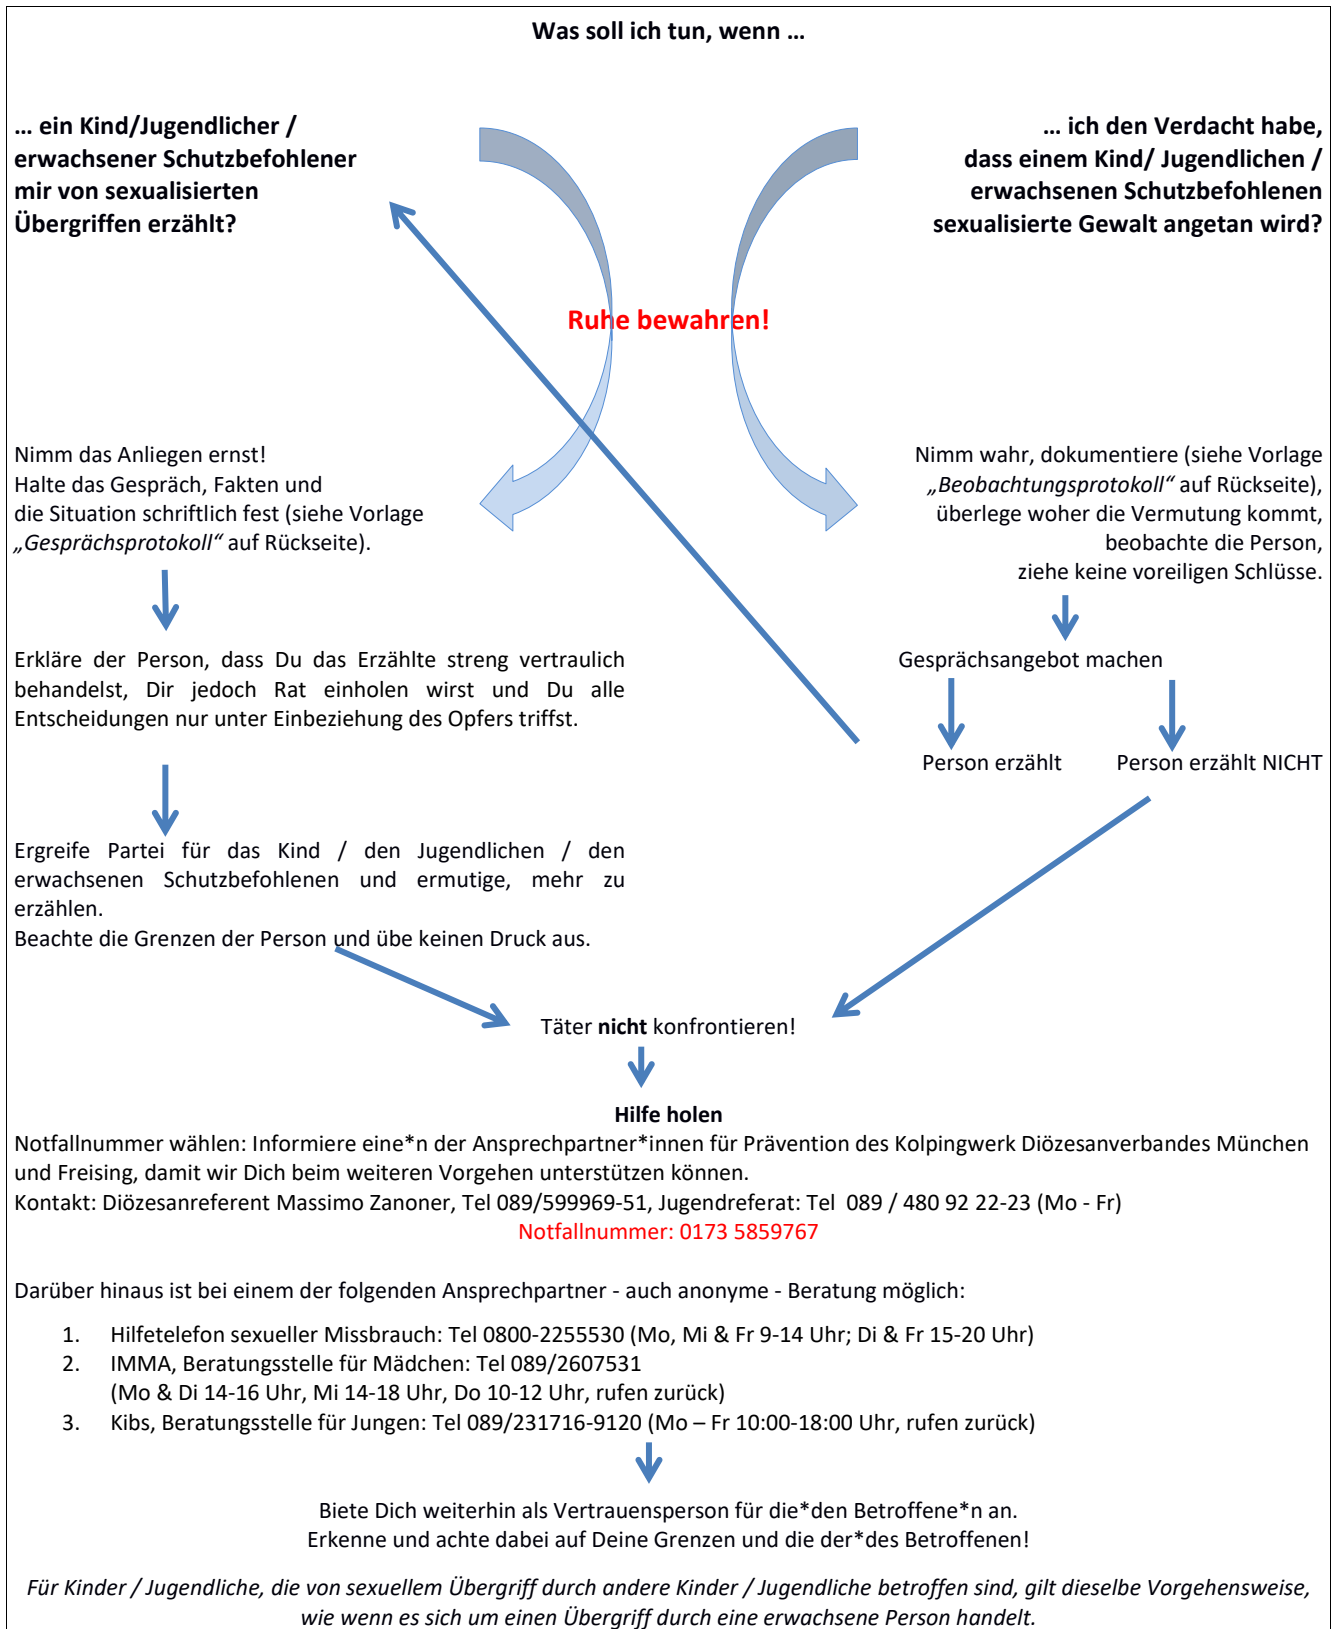 Was soll ich tun, wenn …
… ein Kind/Jugendlicher /
erwachsener Schutzbefohlener
mir von sexualisierten
Übergriffen erzählt?
… ich den Verdacht habe,
dass einem Kind/ Jugendlichen /
erwachsenen Schutzbefohlenen
sexualisierte Gewalt angetan wird?
Ruhe bewahren!
Nimm das Anliegen ernst!
Halte das Gespräch, Fakten und
die Situation schriftlich fest (siehe Vorlage
„Gesprächsprotokoll“ auf Rückseite).
Erkläre der Person, dass Du das Erzählte streng vertraulich
behandelst, Dir jedoch Rat einholen wirst und Du alle
Entscheidungen nur unter Einbeziehung des Opfers triffst.
Ergreife Partei für das Kind / den Jugendlichen / den
erwachsenen Schutzbefohlenen und ermutige, mehr zu
erzählen.
Beachte die Grenzen der Person und übe keinen Druck aus.
Nimm wahr, dokumentiere (siehe Vorlage
„Beobachtungsprotokoll“ auf Rückseite),
überlege woher die Vermutung kommt,
beobachte die Person,
ziehe keine voreiligen Schlüsse.
Gesprächsangebot machen
Person erzählt
Person erzählt NICHT
Täter nicht konfrontieren!
Hilfe holen
Notfallnummer wählen: Informiere eine*n der Ansprechpartner*innen für Prävention des Kolpingwerk Diözesanverbandes München
und Freising, damit wir Dich beim weiteren Vorgehen unterstützen können.
Kontakt: Diözesanreferent Massimo Zanoner, Tel 089/599969-51, Jugendreferat: Tel 089 / 480 92 22-23 (Mo - Fr)
Notfallnummer: 0173 5859767
Darüber hinaus ist bei einem der folgenden Ansprechpartner - auch anonyme - Beratung möglich:
1. Hilfetelefon sexueller Missbrauch: Tel 0800-2255530 (Mo, Mi & Fr 9-14 Uhr; Di & Fr 15-20 Uhr)
2. IMMA, Beratungsstelle für Mädchen: Tel 089/2607531
(Mo & Di 14-16 Uhr, Mi 14-18 Uhr, Do 10-12 Uhr, rufen zurück)
3. Kibs, Beratungsstelle für Jungen: Tel 089/231716-9120 (Mo – Fr 10:00-18:00 Uhr, rufen zurück)
Biete Dich weiterhin als Vertrauensperson für die*den Betroffene*n an.
Erkenne und achte dabei auf Deine Grenzen und die der*des Betroffenen!
Für Kinder / Jugendliche, die von sexuellem Übergriff durch andere Kinder / Jugendliche betroffen sind, gilt dieselbe Vorgehensweise,
wie wenn es sich um einen Übergriff durch eine erwachsene Person handelt.